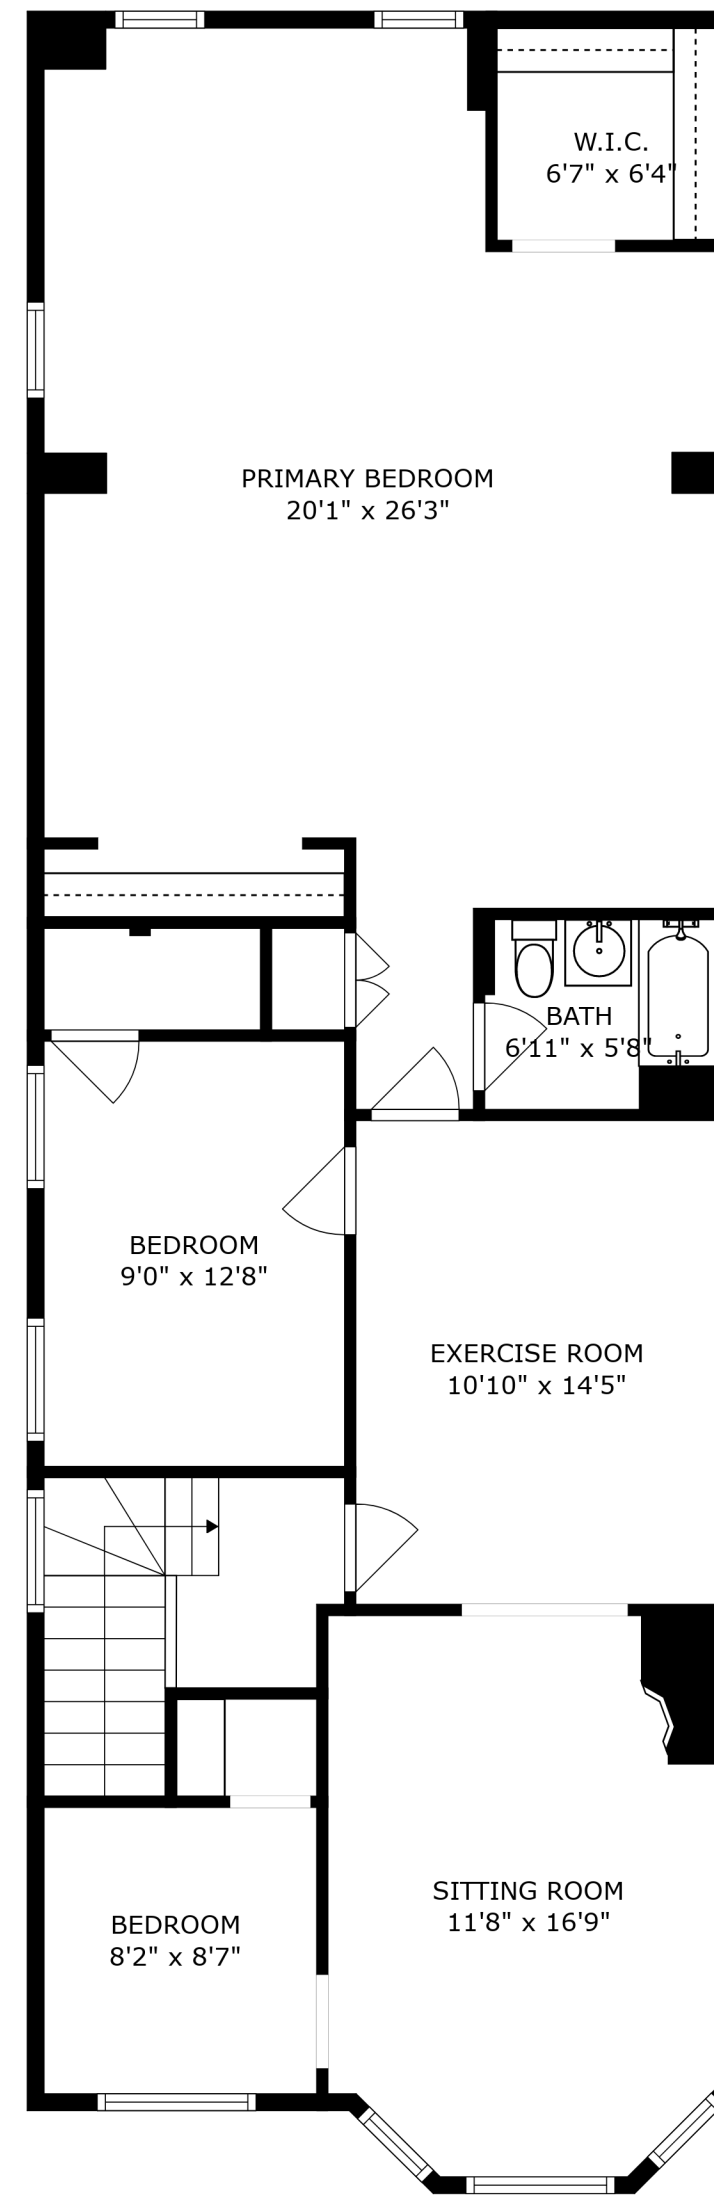 W.I.C.
6'7" x 6'4"
PRIMARY BEDROOM
20'1" x 26'3"
BATH
6'11" x 5'8"
BEDROOM
9'0" x 12'8"
EXERCISE ROOM
10'10" x 14'5"
SITTING ROOM
11'8" x 16'9"
BEDROOM
8'2" x 8'7"